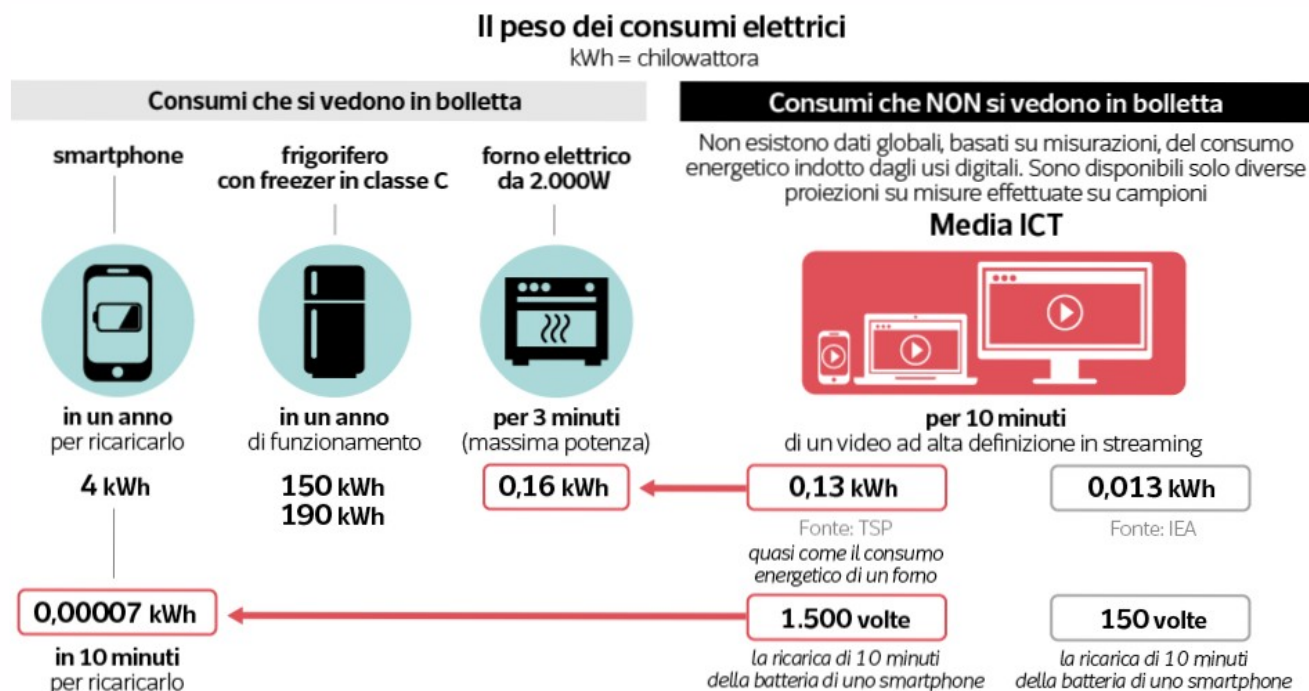 Il peso dei consumi elettrici
kWh = chilowattora
Consumi che si vedono in bolletta
smartphone
in un anno
per ricaricarlo
4 kWh
0,00007 kWh
in 10 minuti
per ricaricarlo
frigorifero
con freezer in classe C
in un anno
di funzionamento
150 kWh
190 kWh
forno elettrico
da 2.000W
per 3 minuti
(massima potenza)
0,16 kWh
Consumi che NON si vedono in bolletta
Non esistono dati globali, basati su misurazioni, del consumo
energetico indotto dagli usi digitali. Sono disponibili solo diverse
proiezioni su misure effettuate su campioni
Media ICT
per 10 minuti
di un video ad alta definizione in streaming
0,13 kWh
Fonte: TSP
quasi come il consumo
energetico di un forno
1.500 volte
la ricarica di 10 minuti
della batteria di uno smartphone
0,013 kWh
Fonte: IEA
150 volte
la ricarica di 10 minuti
della batteria di uno smartphone